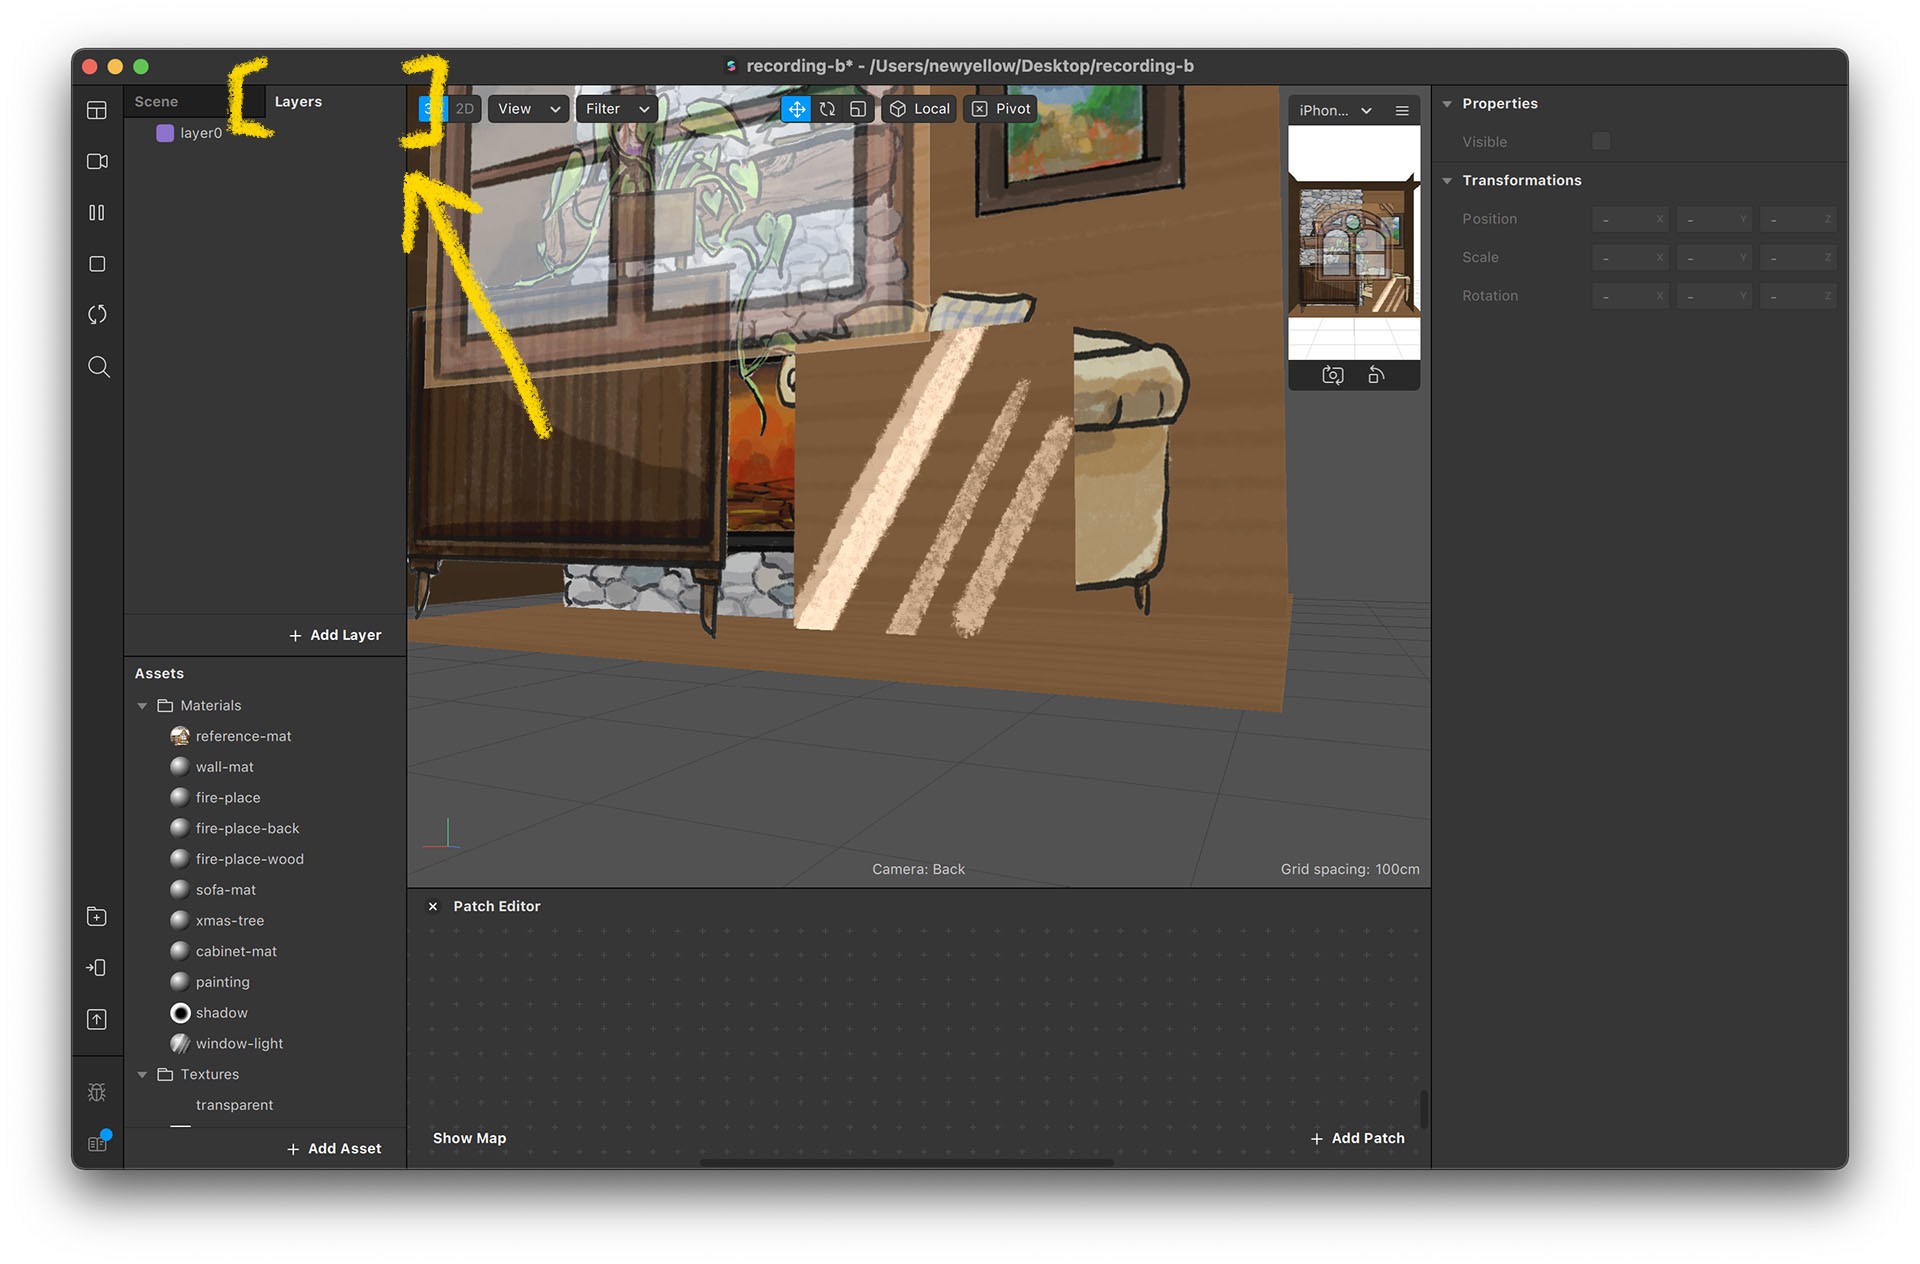 recording-b* - /Users/newyellow/Desktop/recording-b
Scene
Layers
layer0
+ Add Layer
Assets
Materials
reference-mat
wall-mat
fire-place
fire-place-back
fire-place-wood
sofa-mat
xmas-tree
cabinet-mat
painting
shadow
window-light
Textures
transparent
+ Add Asset
2D
View
Filter
Local
Pivot
iPhon...
Camera: Back
Grid spacing: 100cm
× Patch Editor
Show Map
+ Add Patch
Properties
Visible
Transformations
Position - X - Y - Z
Scale - X - Y - Z
Rotation - X - Y - Z